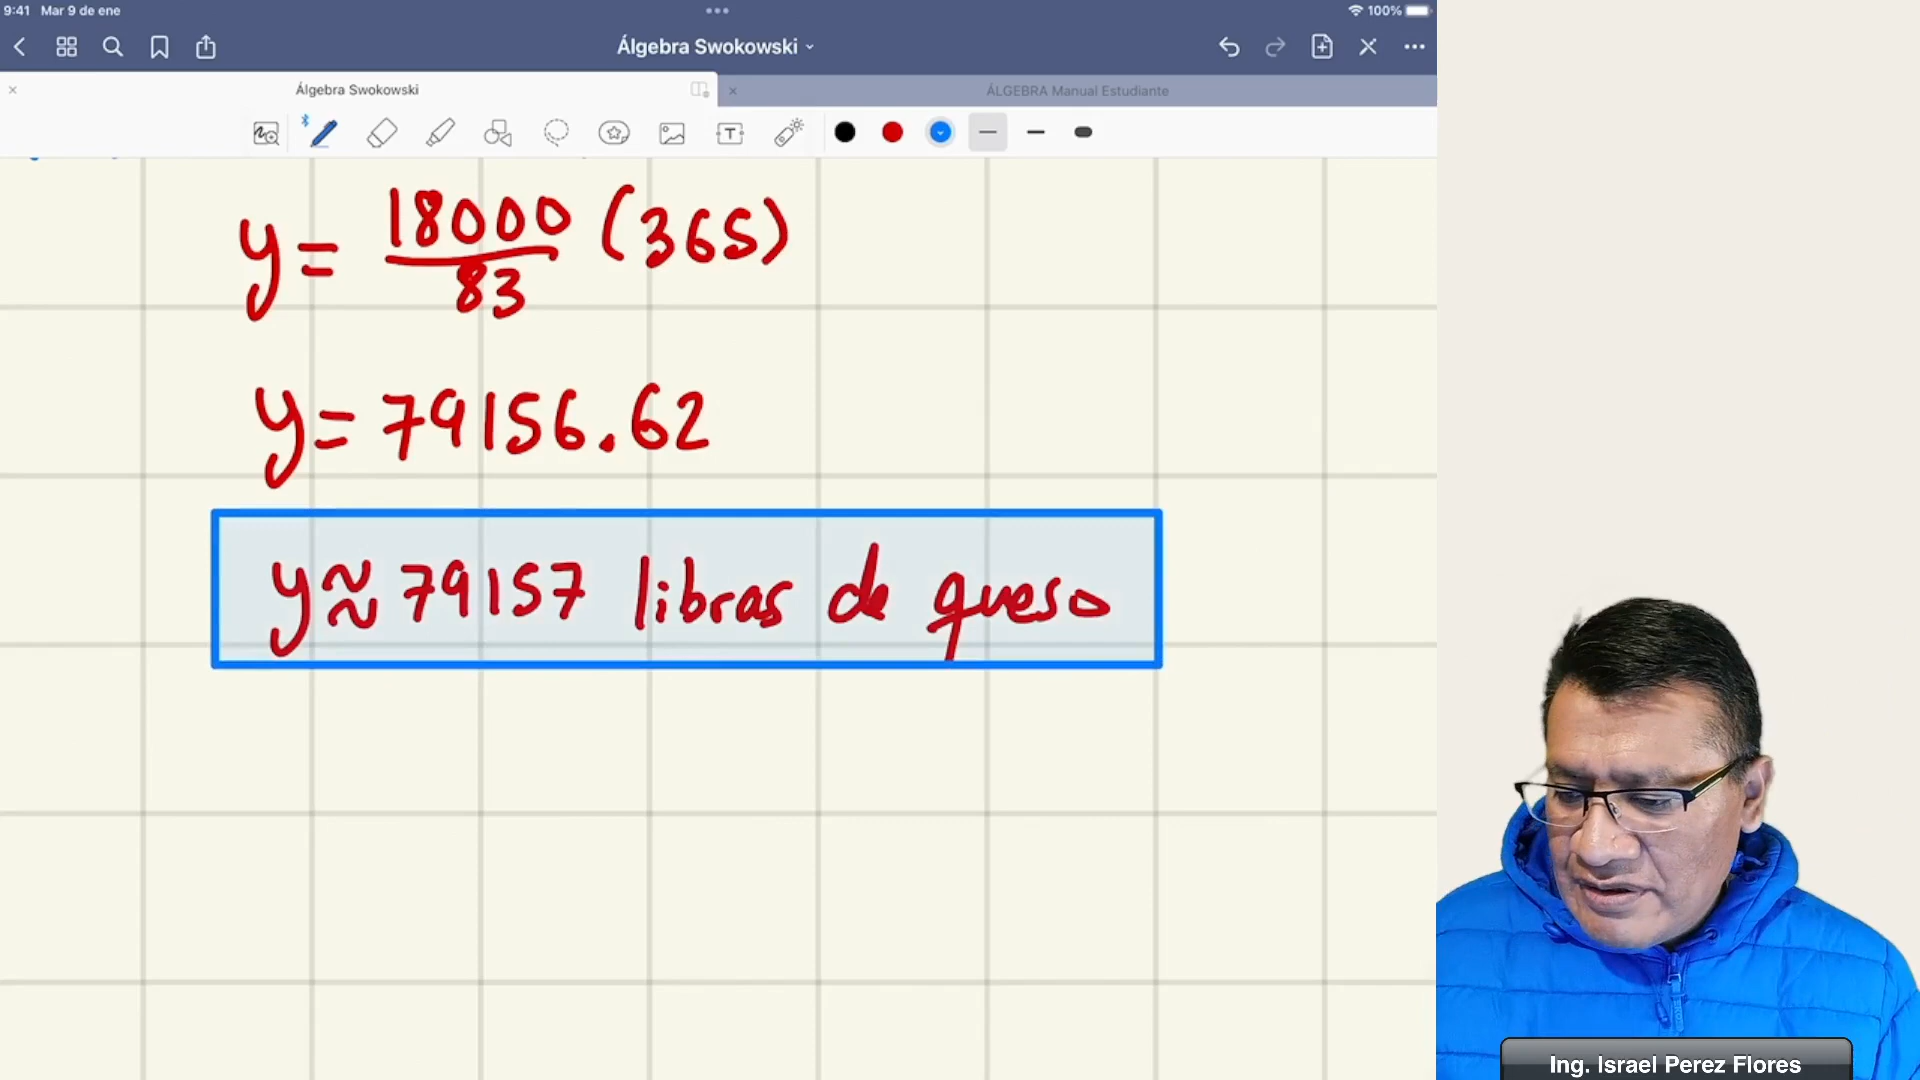 9:41 Mar 9 de ene
100%
Álgebra Swokowski
Álgebra Swokowski
ÁLGEBRA Manual Estudiante
T
y = 18000/83 (365)
y = 79156.62
y ≈ 79157 libras de queso
Ing. Israel Perez Flores